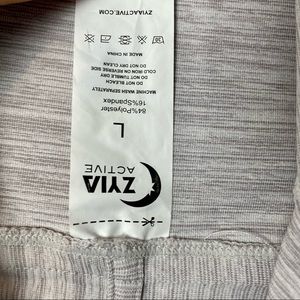 ZYIA
ACTIVE
L
84%Polyester
16%Spandex
MACHINE WASH SEPARATELY
COLD IRON ON REVERSE SIDE
DO NOT BLEACH
DO NOT TUMBLE DRY
DO NOT DRY CLEAN
MADE IN CHINA
ZYIAACTIVE.COM